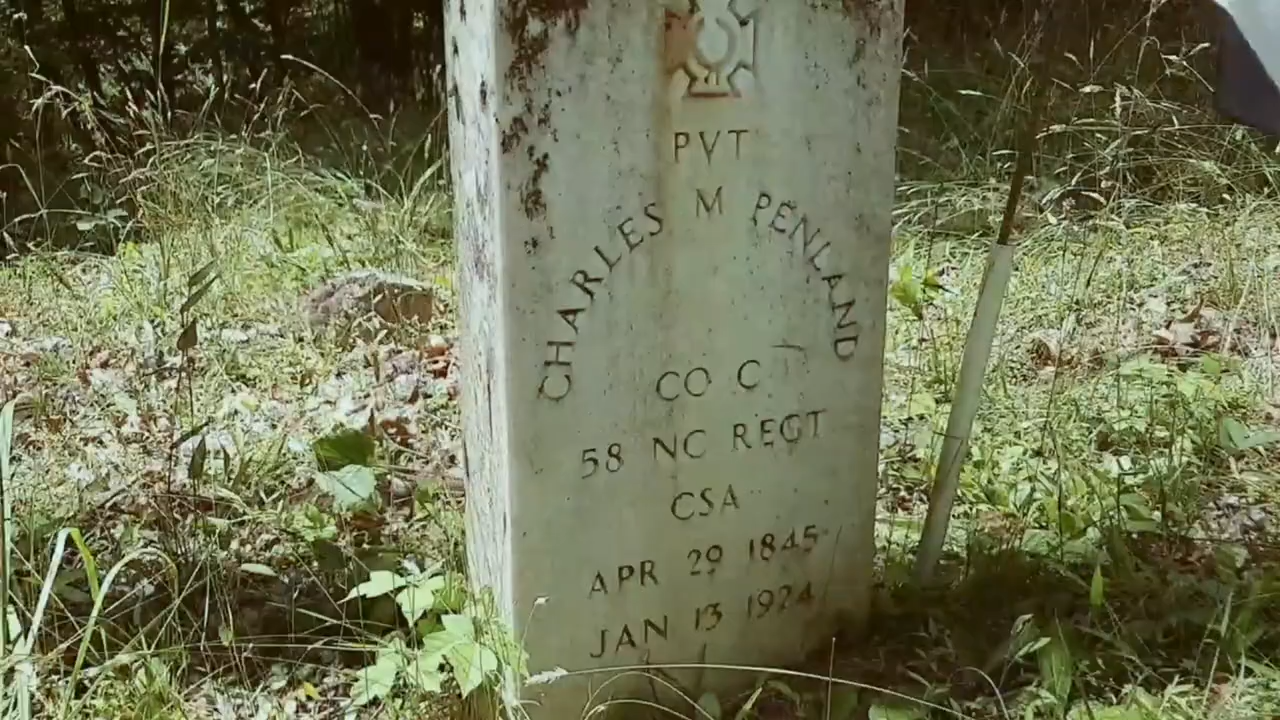 PVT
CHARLES M PENLAND
CO C
58 NC REGT
CSA
APR 29 1845
JAN 13 1924